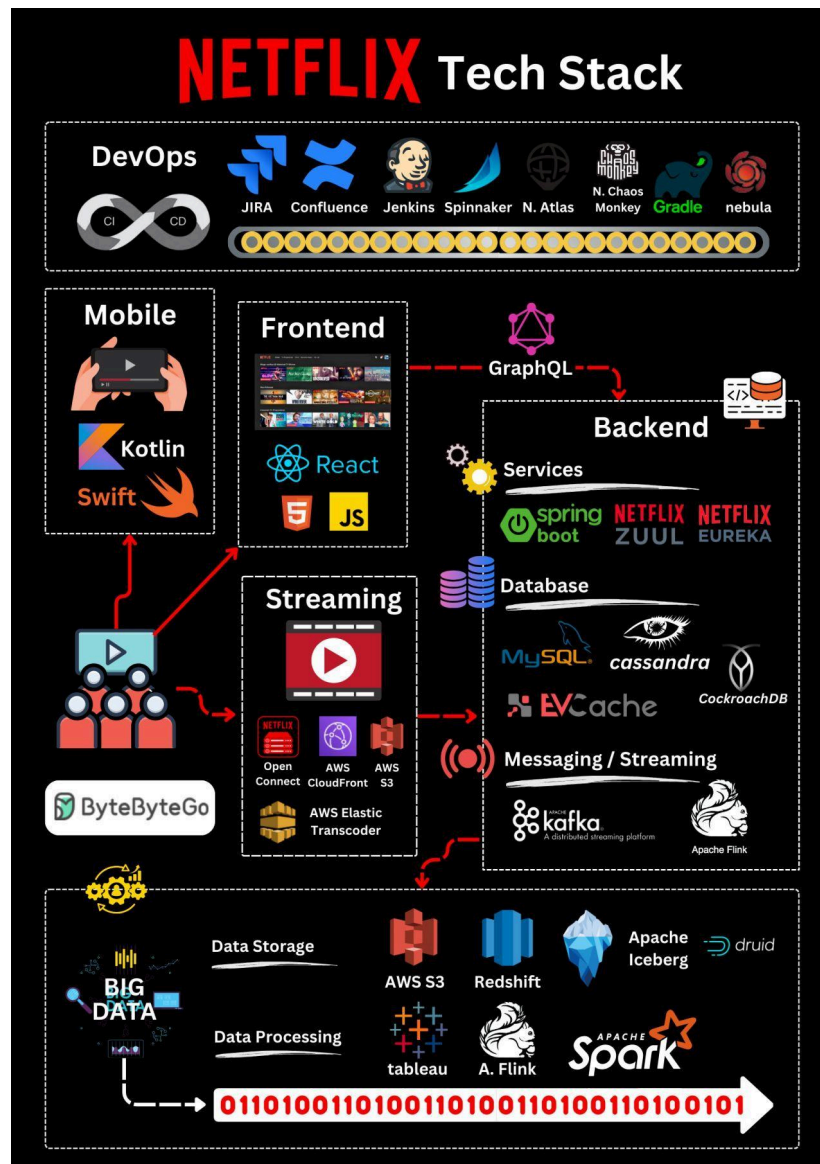 NETFLIX Tech Stack
DevOps
CI CD
JIRA Confluence Jenkins Spinnaker N. Atlas N. Chaos Monkey Gradle nebula
CHAOS MONKEY
Mobile
Kotlin
Swift
Frontend
React
JS
GraphQL
Backend
Services
spring boot
NETFLIX ZUUL
NETFLIX EUREKA
Database
MySQL®
cassandra
CockroachDB
EVCache
Messaging / Streaming
APACHE
kafka®
A distributed streaming platform
Apache Flink
Streaming
NETFLIX
Open Connect
AWS CloudFront
AWS S3
AWS Elastic Transcoder
ByteByteGo
BIG DATA
Data Storage
AWS S3
Redshift
Apache Iceberg
druid
Data Processing
tableau
A. Flink
APACHE
Spark
01101001101001101001101001101001​01